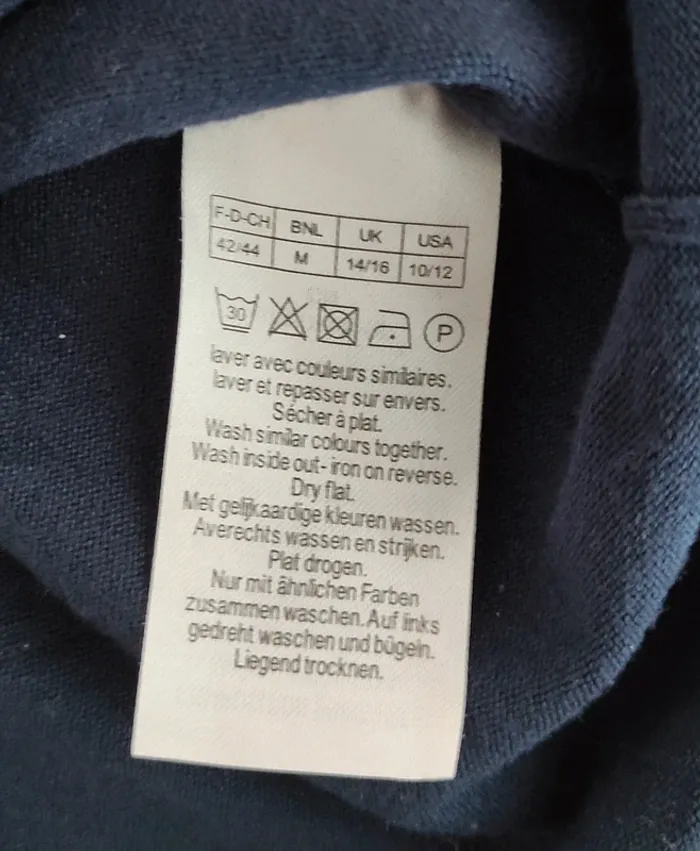 F-D-CH BNL UK USA
42/44 M 14/16 10/12
30 P
laver avec couleurs similaires.
laver et repasser sur envers.
Sécher à plat.
Wash similar colours together.
Wash inside out- iron on reverse.
Dry flat.
Met gelijkaardige kleuren wassen.
Averechts wassen en strijken.
Plat drogen.
Nur mit ähnlichen Farben
zusammen waschen. Auf links
gedreht waschen und bügeln.
Liegend trocknen.